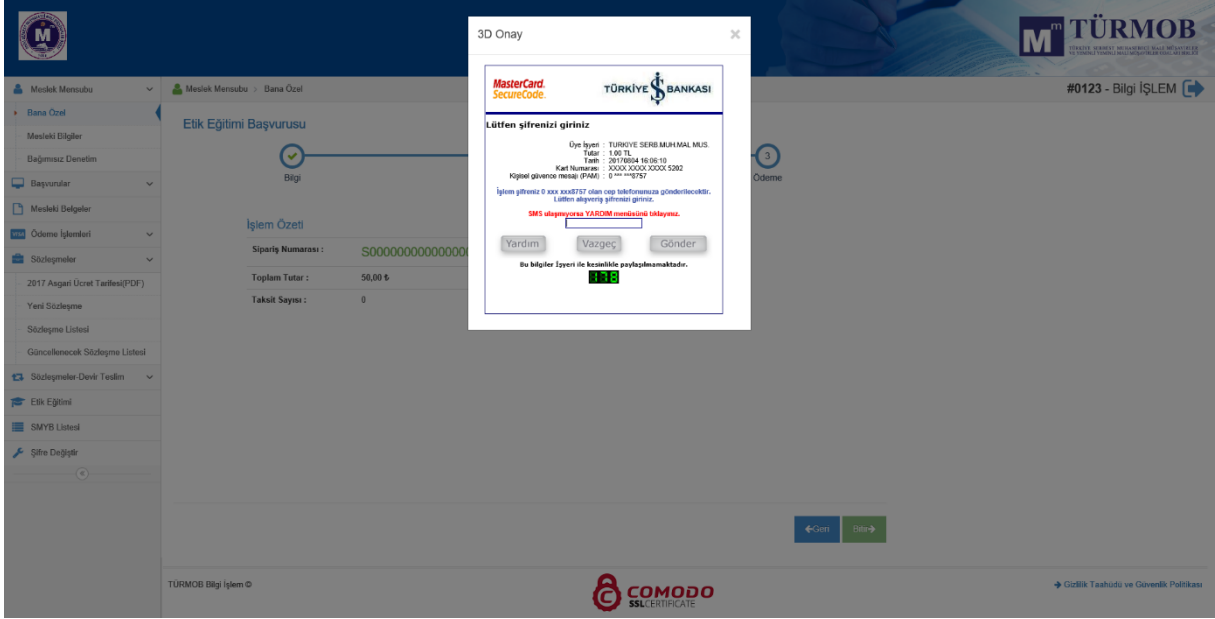 3D Onay
TÜRMOB
Meslek Mensubu
Meslek Mensubu > Bana Özel
#0123 - Bilgi İŞLEM
Bana Özel
Mesleki Bilgiler
Bağımsız Denetim
Başvurular
Mesleki Belgeler
Ödeme İşlemleri
Sözleşmeler
2017 Asgari Ücret Tarifesi(PDF)
Yeni Sözleşme
Sözleşme Listesi
Güncellenecek Sözleşme Listesi
Sözleşmeler-Devir Teslim
Etik Eğitimi
SMYB Listesi
Şifre Değiştir
Etik Eğitimi Başvurusu
Bilgi
3
Ödeme
İşlem Özeti
Sipariş Numarası :
Toplam Tutar : 50,00 ₺
Taksit Sayısı : 0
MasterCard.
SecureCode.
TÜRKİYE İŞ BANKASI
Lütfen şifrenizi giriniz
Üye İşyeri : TURKIYE SERB.MUH.MAL MUS.
Tutar : 1.00 TL
Tarih : 20170804 16:06:10
Kart Numarası : XXXX XXXX XXXX 5202
Kişisel güvence mesajı (PAM) : 0 *** ***8757
İşlem şifreniz 0 xxx xxx8757 olan cep telefonunuza gönderilecektir.
Lütfen alışveriş şifrenizi giriniz.
SMS ulaşmıyorsa YARDIM menüsünü tıklayınız.
Yardım Vazgeç Gönder
Bu bilgiler İşyeri ile kesinlikle paylaşılmamaktadır.
178
Geri Bitir
TÜRMOB Bilgi İşlem ©
COMODO
SSL CERTIFICATE
Gizlilik Taahüdü ve Güvenlik Politikası